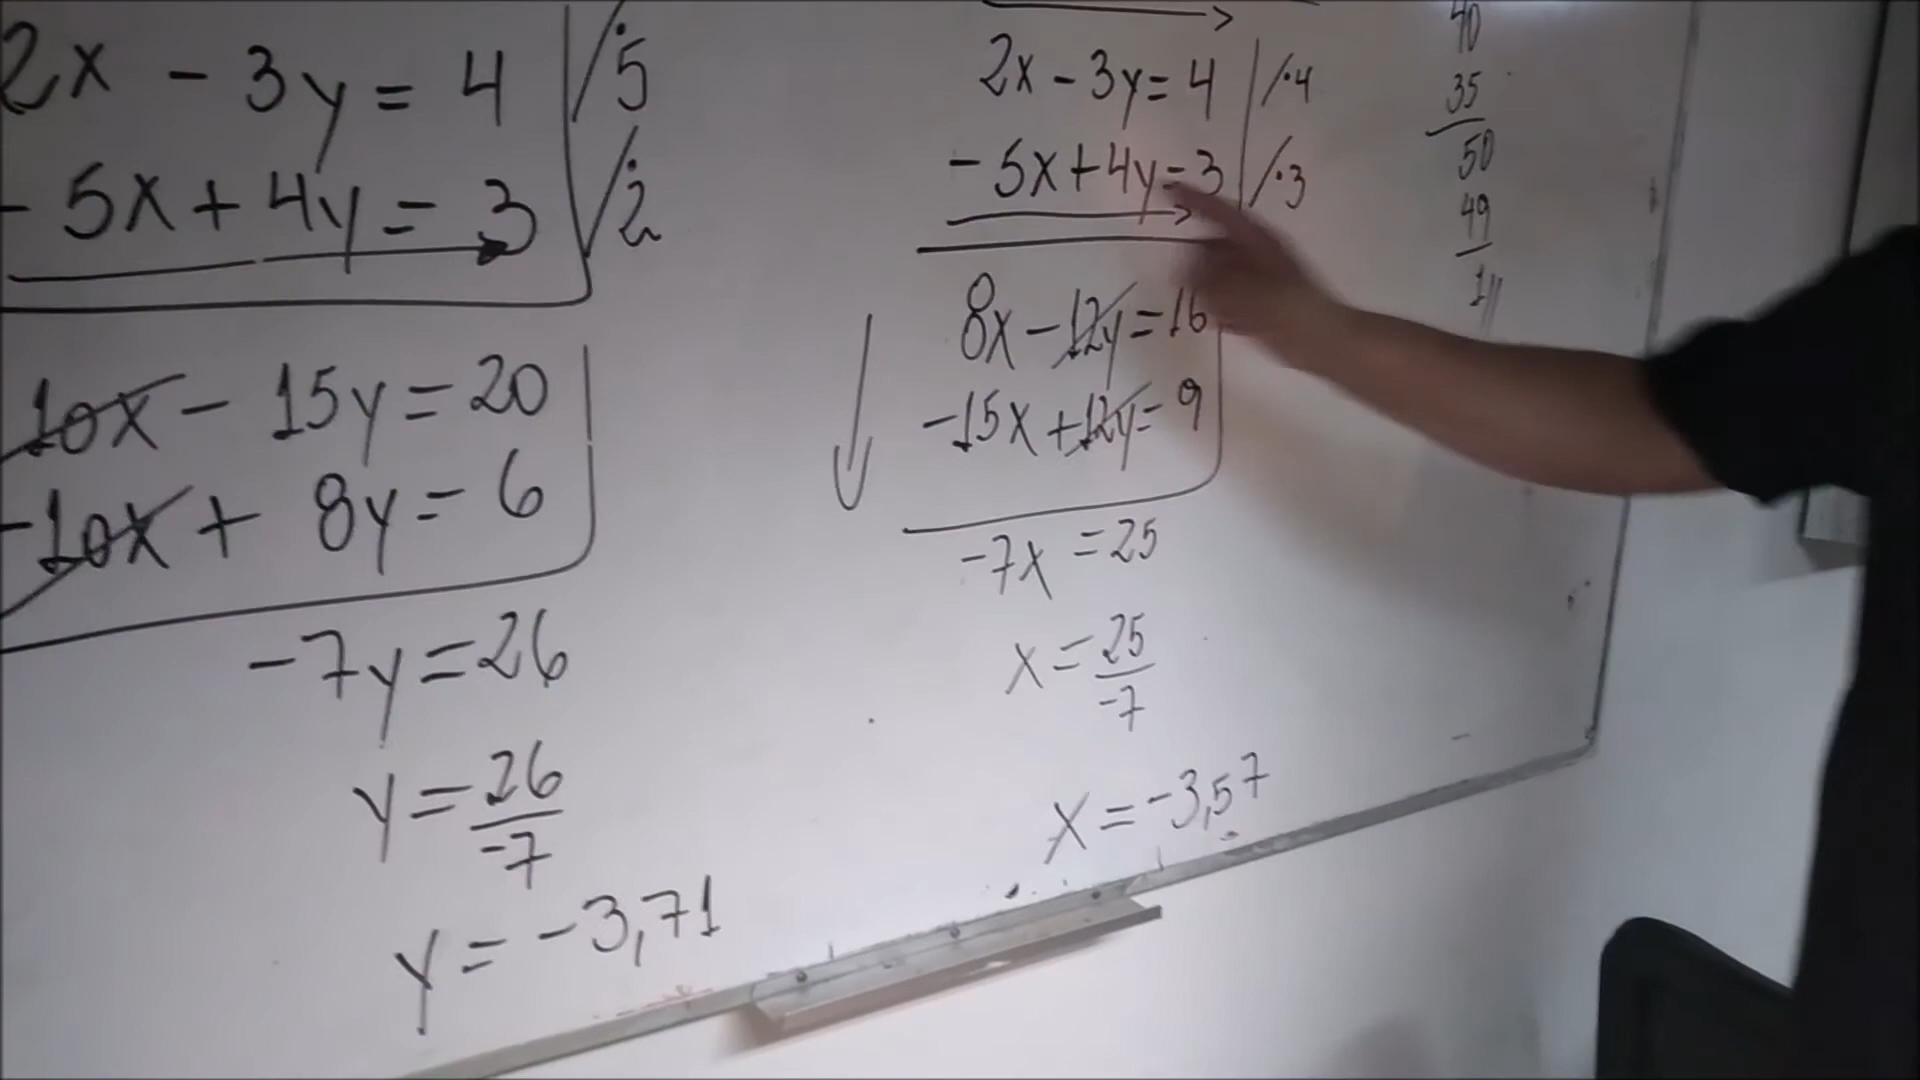 2x - 3y = 4 /·5
- 5x + 4y = 3 /·2
10x - 15y = 20
-10x + 8y = 6
-7y = 26
y = 26/-7
y = -3,71
2x - 3y = 4 /·4
- 5x + 4y = 3 /·3
8x - 12y = 16
-15x + 12y = 9
-7x = 25
x = 25/-7
x = -3,57
40
35
50
49
1